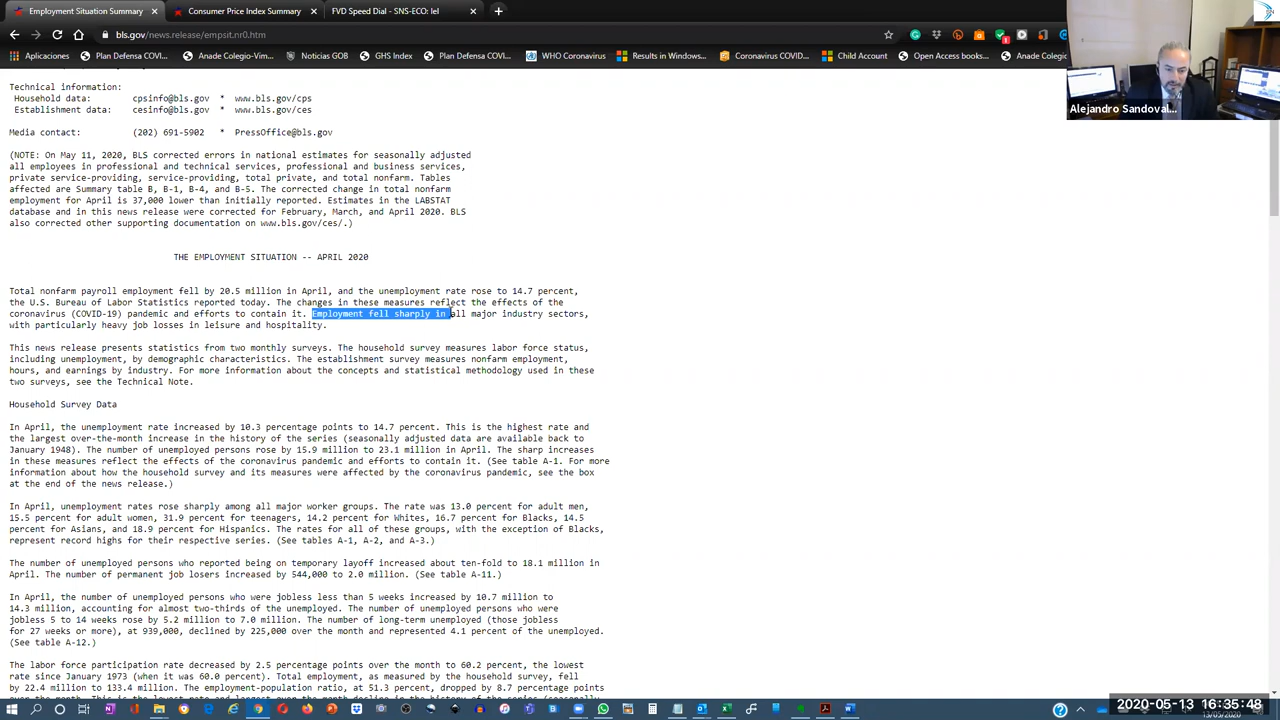 Employment Situation Summary
Consumer Price Index Summary
FVD Speed Dial - SNS-ECO: lel
bls.gov/news.release/empsit.nr0.htm
Aplicaciones
Anade Colegio-Vim...
Noticias GOB
GHS Index
Plan Defensa COVI...
WHO Coronavirus
Results in Windows...
Coronavirus COVID...
Child Account
Open Access books...
Anade Colegio
Plan Defensa COVI...
Alejandro Sandoval...
Technical information:
Household data: cpsinfo@bls.gov * www.bls.gov/cps
Establishment data: cesinfo@bls.gov * www.bls.gov/ces
Media contact: (202) 691-5902 * PressOffice@bls.gov
(NOTE: On May 11, 2020, BLS corrected errors in national estimates for seasonally adjusted
all employees in professional and technical services, professional and business services,
private service-providing, service-providing, total private, and total nonfarm. Tables
affected are Summary table B, B-1, B-4, and B-5. The corrected change in total nonfarm
employment for April is 37,000 lower than initially reported. Estimates in the LABSTAT
database and in this news release were corrected for February, March, and April 2020. BLS
also corrected other supporting documentation on www.bls.gov/ces/.)
THE EMPLOYMENT SITUATION -- APRIL 2020
Total nonfarm payroll employment fell by 20.5 million in April, and the unemployment rate rose to 14.7 percent,
the U.S. Bureau of Labor Statistics reported today. The changes in these measures reflect the effects of the
coronavirus (COVID-19) pandemic and efforts to contain it. Employment fell sharply in all major industry sectors,
with particularly heavy job losses in leisure and hospitality.
This news release presents statistics from two monthly surveys. The household survey measures labor force status,
including unemployment, by demographic characteristics. The establishment survey measures nonfarm employment,
hours, and earnings by industry. For more information about the concepts and statistical methodology used in these
two surveys, see the Technical Note.
Household Survey Data
In April, the unemployment rate increased by 10.3 percentage points to 14.7 percent. This is the highest rate and
the largest over-the-month increase in the history of the series (seasonally adjusted data are available back to
January 1948). The number of unemployed persons rose by 15.9 million to 23.1 million in April. The sharp increases
in these measures reflect the effects of the coronavirus pandemic and efforts to contain it. (See table A-1. For more
information about how the household survey and its measures were affected by the coronavirus pandemic, see the box
at the end of the news release.)
In April, unemployment rates rose sharply among all major worker groups. The rate was 13.0 percent for adult men,
15.5 percent for adult women, 31.9 percent for teenagers, 14.2 percent for Whites, 16.7 percent for Blacks, 14.5
percent for Asians, and 18.9 percent for Hispanics. The rates for all of these groups, with the exception of Blacks,
represent record highs for their respective series. (See tables A-1, A-2, and A-3.)
The number of unemployed persons who reported being on temporary layoff increased about ten-fold to 18.1 million in
April. The number of permanent job losers increased by 544,000 to 2.0 million. (See table A-11.)
In April, the number of unemployed persons who were jobless less than 5 weeks increased by 10.7 million to
14.3 million, accounting for almost two-thirds of the unemployed. The number of unemployed persons who were
jobless 5 to 14 weeks rose by 5.2 million to 7.0 million. The number of long-term unemployed (those jobless
for 27 weeks or more), at 939,000, declined by 225,000 over the month and represented 4.1 percent of the unemployed.
(See table A-12.)
The labor force participation rate decreased by 2.5 percentage points over the month to 60.2 percent, the lowest
rate since January 1973 (when it was 60.0 percent). Total employment, as measured by the household survey, fell
by 22.4 million to 133.4 million. The employment-population ratio, at 51.3 percent, dropped by 8.7 percentage points
2020-05-13 16:35:48
13/05/2020